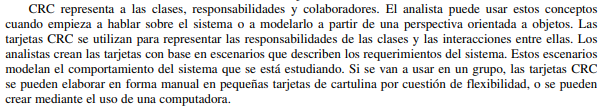 CRC representa a las clases, responsabilidades y colaboradores. El analista puede usar estos conceptos
cuando empieza a hablar sobre el sistema o a modelarlo a partir de una perspectiva orientada a objetos. Las
tarjetas CRC se utilizan para representar las responsabilidades de las clases y las interacciones entre ellas. Los
analistas crean las tarjetas con base en escenarios que describen los requerimientos del sistema. Estos escenarios
modelan el comportamiento del sistema que se está estudiando. Si se van a usar en un grupo, las tarjetas CRC
se pueden elaborar en forma manual en pequeñas tarjetas de cartulina por cuestión de flexibilidad, o se pueden
crear mediante el uso de una computadora.